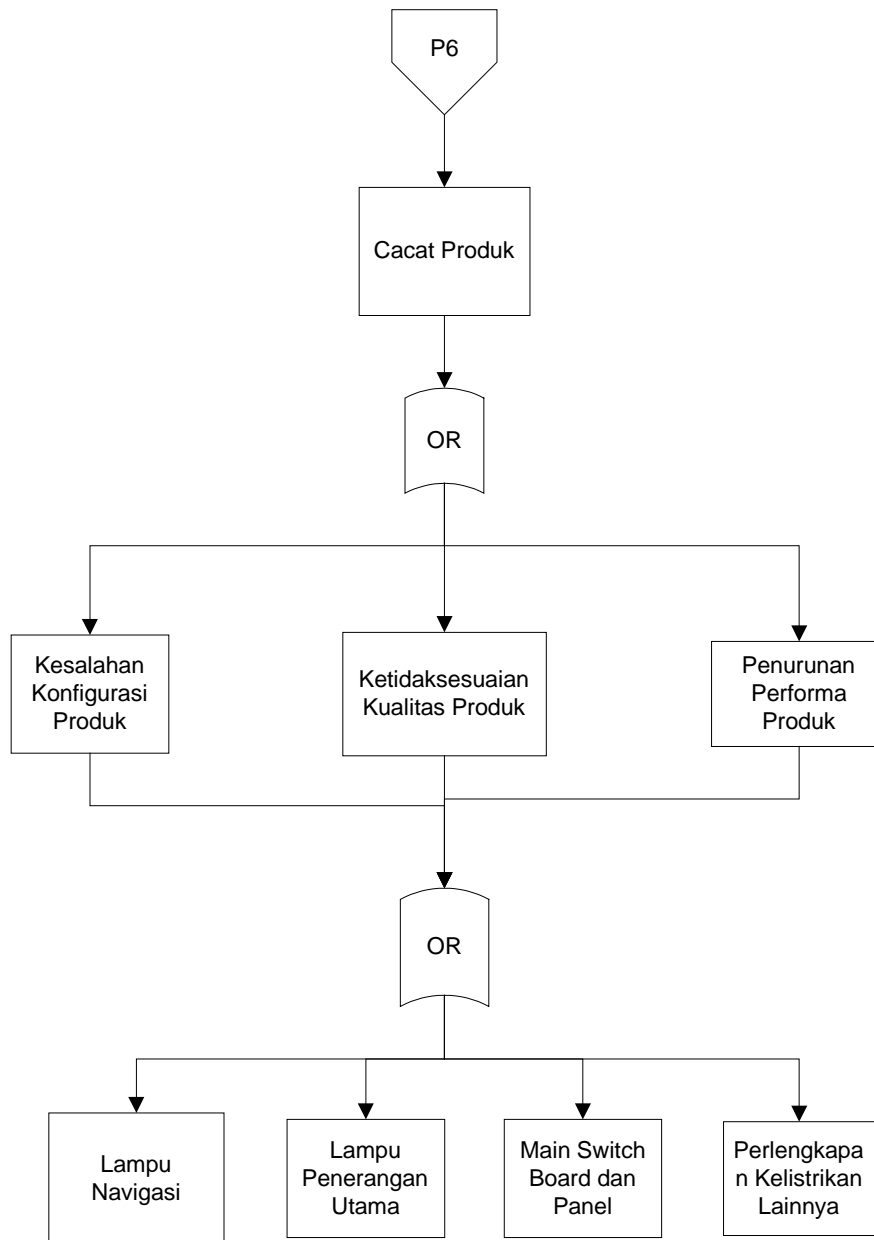 P6
Cacat Produk
OR
Kesalahan
Konfigurasi
Produk
Ketidaksesuaian
Kualitas Produk
Penurunan
Performa
Produk
OR
Lampu
Navigasi
Lampu
Penerangan
Utama
Main Switch
Board dan
Panel
Perlengkapa
n Kelistrikan
Lainnya